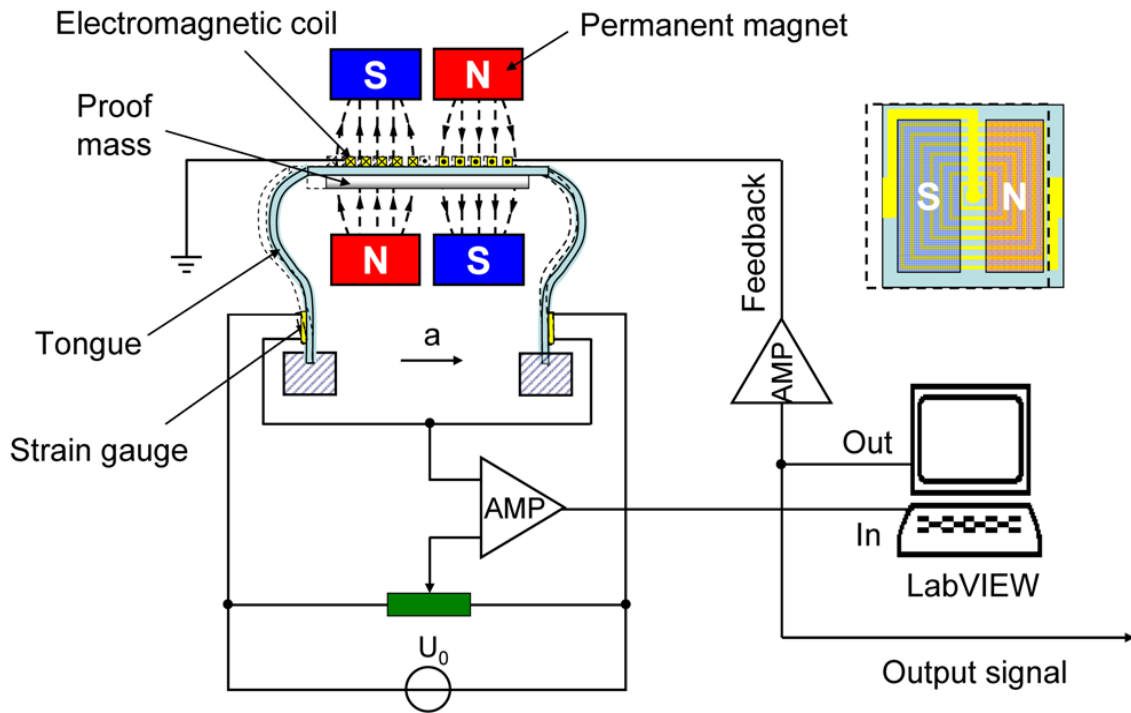 Electromagnetic coil
Permanent magnet
S
N
Proof
mass
S
N
N
S
Feedback
Tongue
a
AMP
Strain gauge
Out
AMP
In
LabVIEW
U0
Output signal